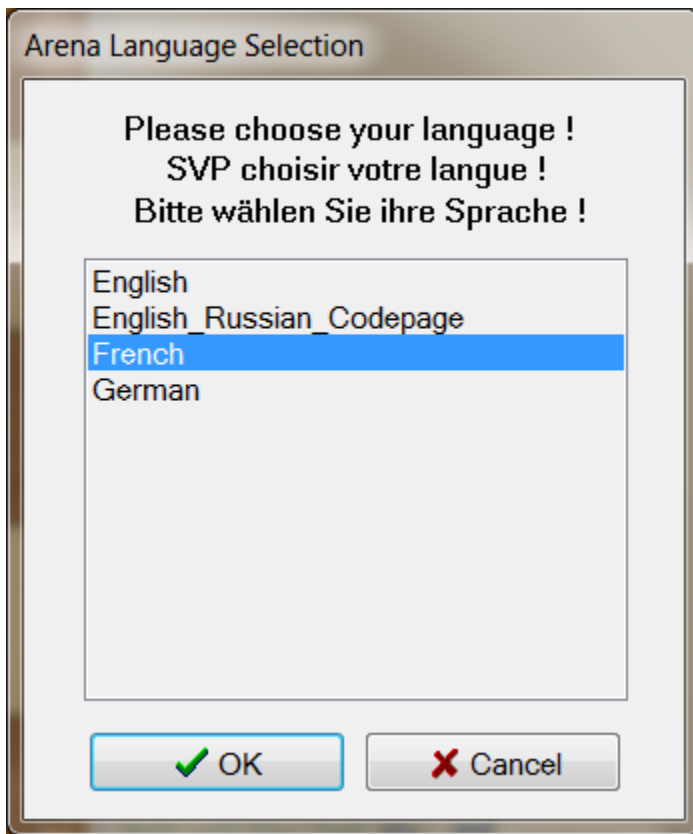 Arena Language Selection
Please choose your language !
SVP choisir votre langue !
Bitte wählen Sie ihre Sprache !
English
English_Russian_Codepage
French
German
OK
Cancel